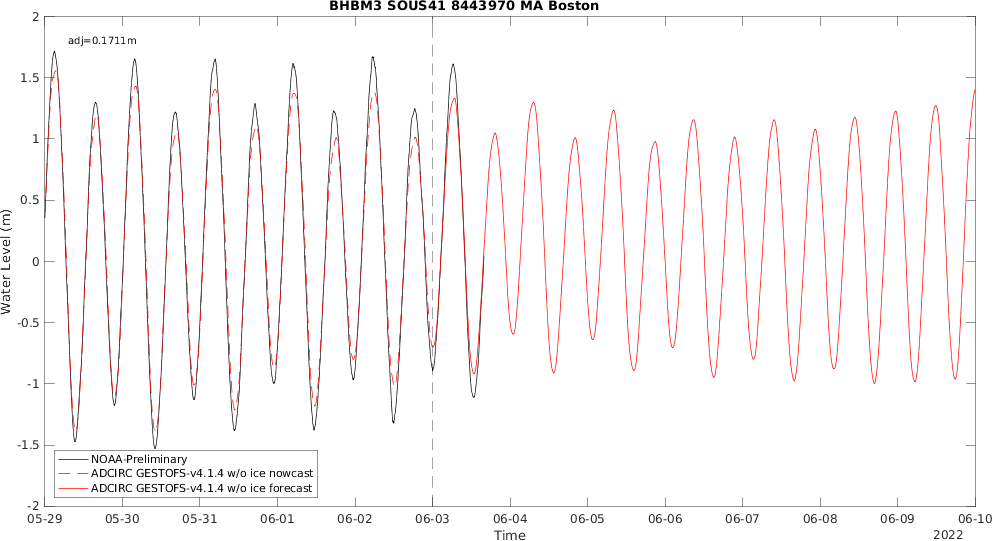 BHBM3 SOUS41 8443970 MA Boston
adj=0.1711m
2
1.5
1
0.5
0
-0.5
-1
-1.5
-2
Water Level (m)
NOAA-Preliminary
ADCIRC GESTOFS-v4.1.4 w/o ice nowcast
ADCIRC GESTOFS-v4.1.4 w/o ice forecast
05-29 05-30 05-31 06-01 06-02 06-03 06-04 06-05 06-06 06-07 06-08 06-09 06-10
Time
2022